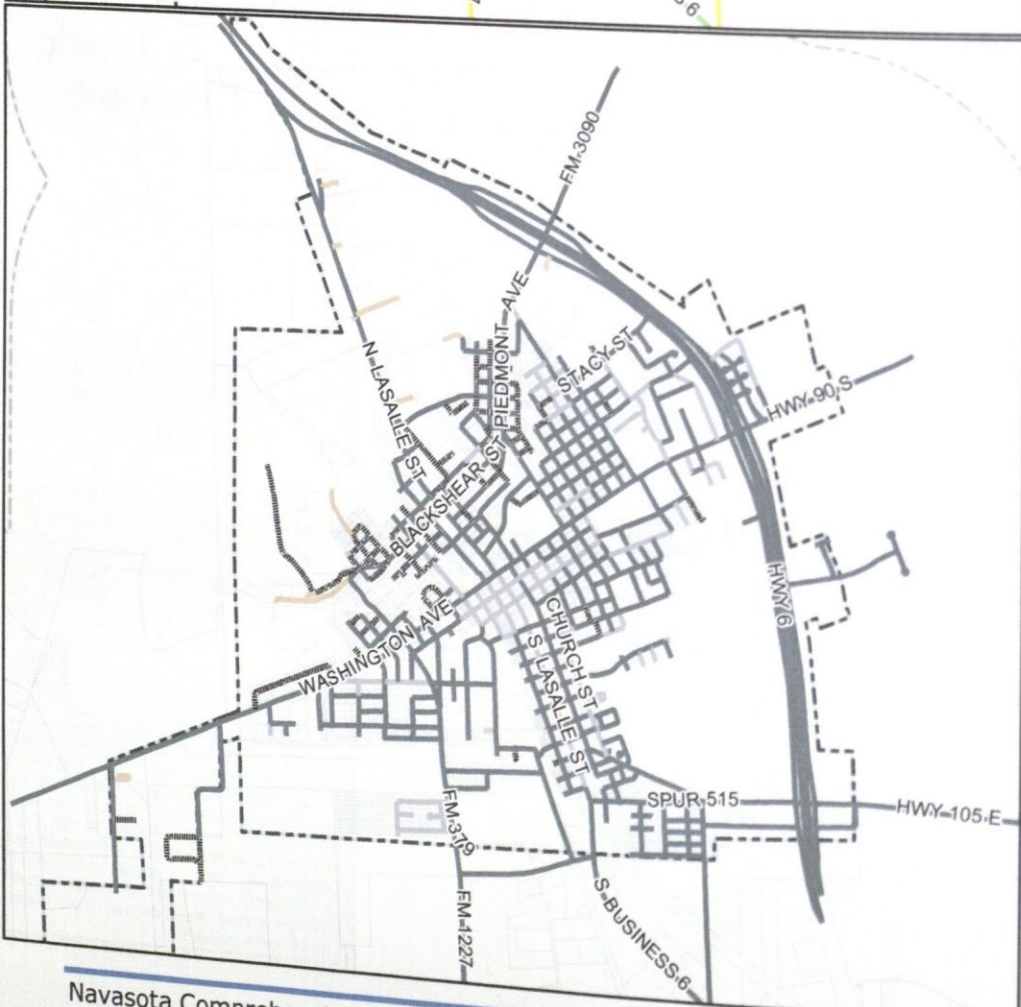 FM 3090
PIEDMONT AVE
STACY ST
N LASALLE ST
HWY 90 S
BLACKSHEAR ST
HWY 6
WASHINGTON AVE
CHURCH ST
S LASALLE ST
SPUR 515
HWY 105 E
FM 379
FM 1227
S BUSINESS 6